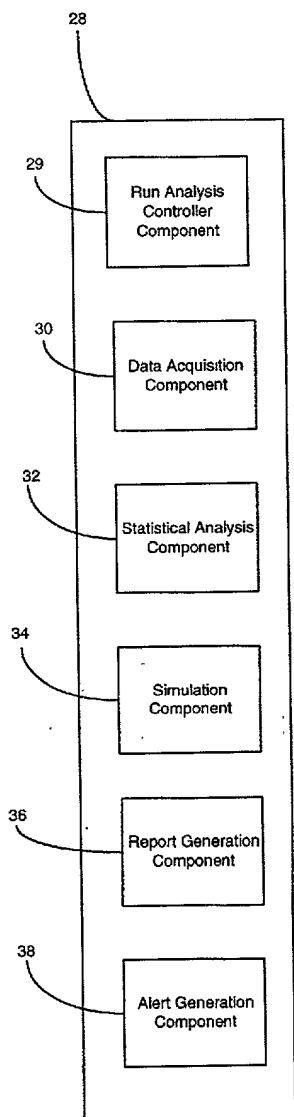 28
29
Run Analysis
Controller
Component
30
Data Acquisition
Component
32
Statistical Analysis
Component
34
Simulation
Component
36
Report Generation
Component
38
Alert Generation
Component